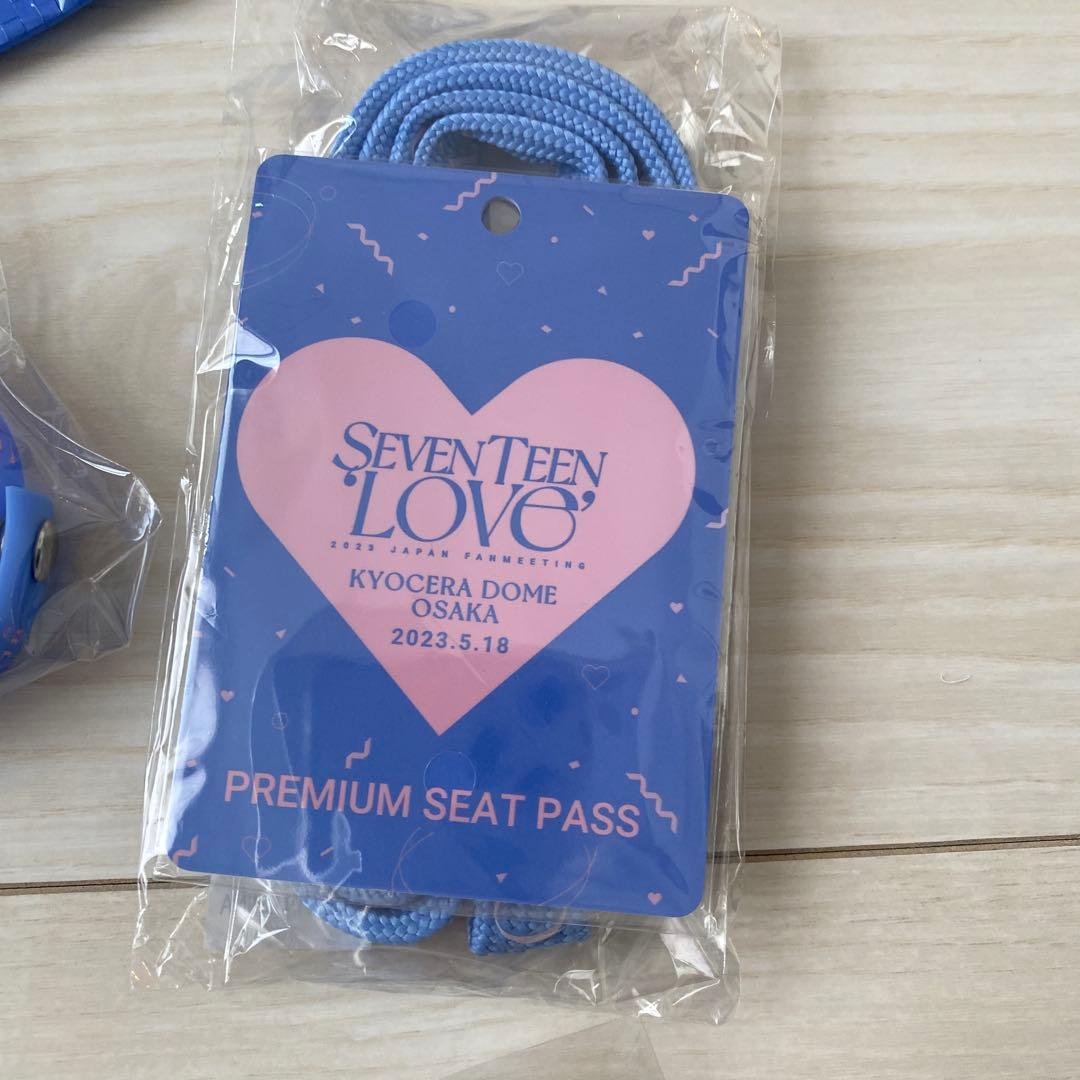 SEVENTEEN
'LOVE'
2023 JAPAN FANMEETING
KYOCERA DOME
OSAKA
2023.5.18
PREMIUM SEAT PASS